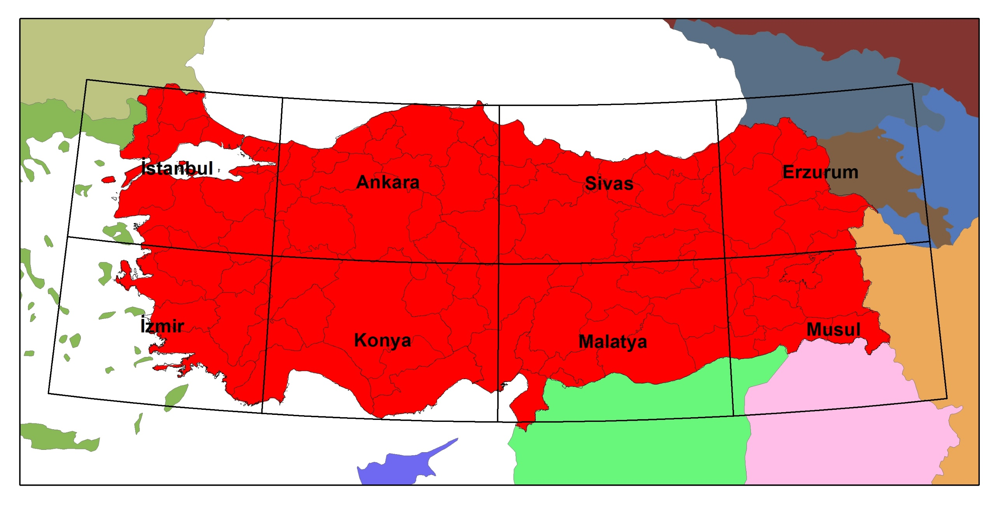 İstanbul
Ankara
Sivas
Erzurum
İzmir
Konya
Malatya
Musul